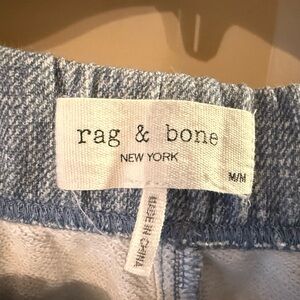 rag & bone
NEW YORK
M/M
MADE IN CHINA